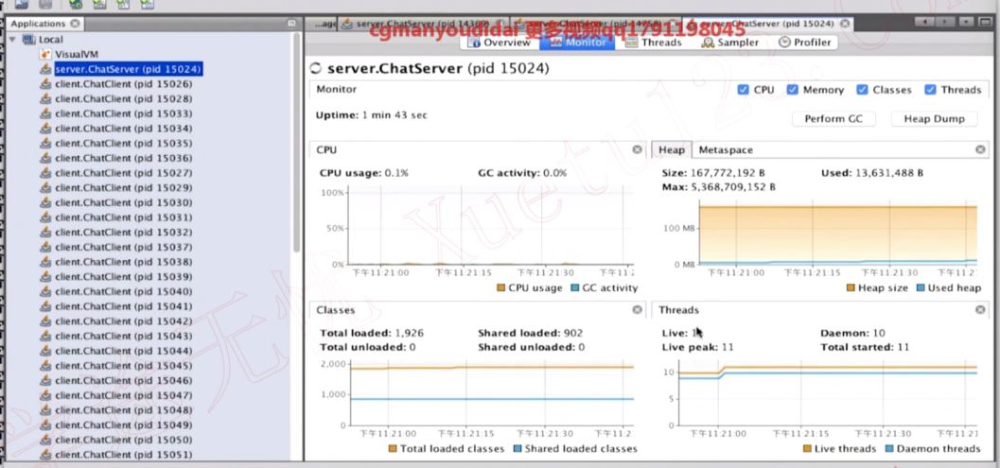 Applications
...age
server.ChatServer (pid
server.ChatServer (pid 15024)
cgmanyoudidai 更多视频qq1791198045
Local
VisualVM
server.ChatServer (pid 15024)
client.ChatClient (pid 15026)
client.ChatClient (pid 15028)
client.ChatClient (pid 15033)
client.ChatClient (pid 15034)
client.ChatClient (pid 15035)
client.ChatClient (pid 15036)
client.ChatClient (pid 15027)
client.ChatClient (pid 15029)
client.ChatClient (pid 15030)
client.ChatClient (pid 15031)
client.ChatClient (pid 15032)
client.ChatClient (pid 15037)
client.ChatClient (pid 15038)
client.ChatClient (pid 15039)
client.ChatClient (pid 15040)
client.ChatClient (pid 15041)
client.ChatClient (pid 15042)
client.ChatClient (pid 15043)
client.ChatClient (pid 15044)
client.ChatClient (pid 15045)
client.ChatClient (pid 15046)
client.ChatClient (pid 15047)
client.ChatClient (pid 15048)
client.ChatClient (pid 15049)
client.ChatClient (pid 15050)
client.ChatClient (pid 15051)
Overview Monitor Threads Sampler Profiler
server.ChatServer (pid 15024)
Monitor CPU Memory Classes Threads
Uptime: 1 min 43 sec
Perform GC Heap Dump
CPU
CPU usage: 0.1% GC activity: 0.0%
100%
50%
0%
下午11:21:00 下午11:21:15 下午11:21:30 下午11:2
CPU usage GC activity
Heap Metaspace
Size: 167,772,192 B Used: 13,631,488 B
Max: 5,368,709,152 B
100 MB
0 MB
下午11:21:00 下午11:21:15 下午11:21:30 下午11:21
Heap size Used heap
Classes
Total loaded: 1,926 Shared loaded: 902
Total unloaded: 0 Shared unloaded: 0
2,000
1,000
0
下午11:21:00 下午11:21:15 下午11:21:30 下午11:2
Total loaded classes Shared loaded classes
Threads
Live: Daemon: 10
Live peak: 11 Total started: 11
10
5
0
下午11:21:00 下午11:21:15 下午11:21:30 下午11:21
Live threads Daemon threads